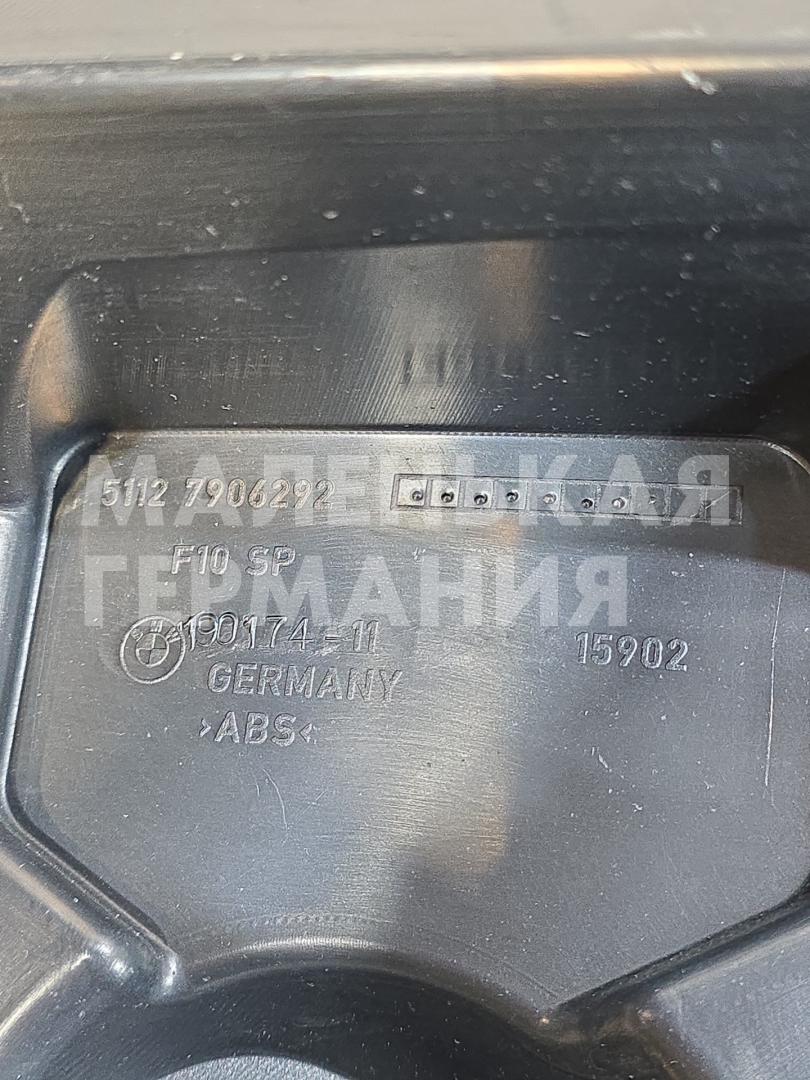 5112 7906292
F10 SP
190174-11
15902
GERMANY
>ABS<
МАЛЕНЬКАЯ
ГЕРМАНИЯ